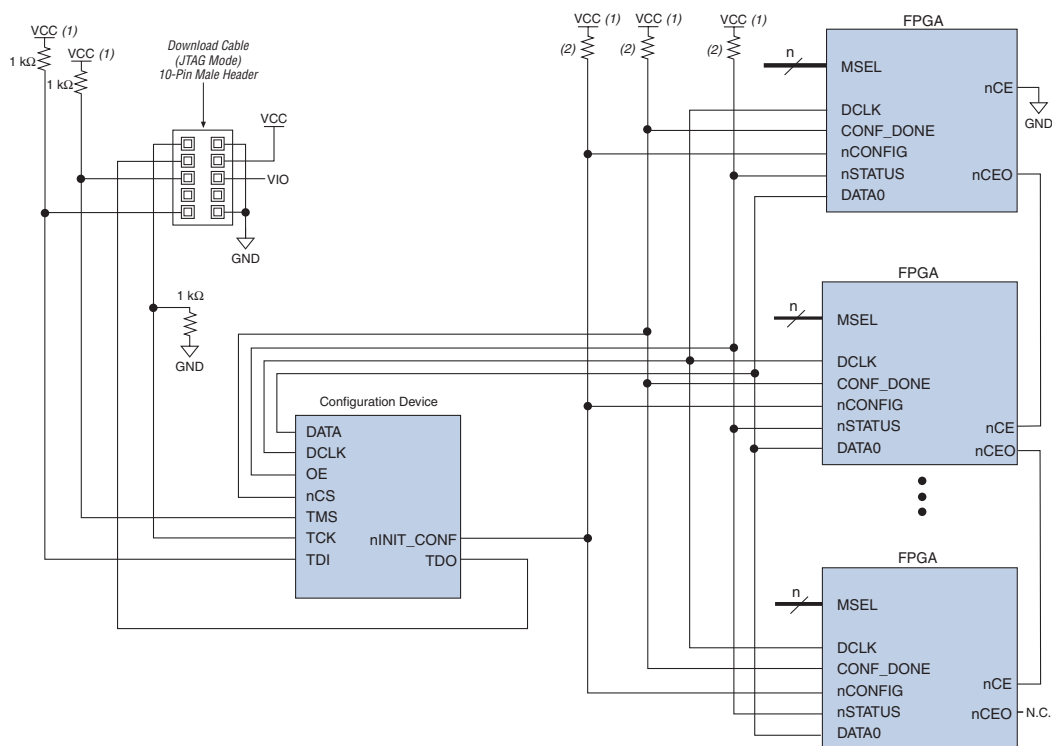 VCC (1)
1 kΩ
VCC (1)
1 kΩ
Download Cable
(JTAG Mode)
10-Pin Male Header
VCC
VIO
GND
1 kΩ
GND
VCC (1)
VCC (1)
VCC (1)
(2)
(2)
(2)
FPGA
n
MSEL
nCE
GND
DCLK
CONF_DONE
nCONFIG
nSTATUS
nCEO
DATA0
FPGA
n
MSEL
DCLK
CONF_DONE
nCONFIG
nSTATUS
nCE
DATA0
nCEO
Configuration Device
DATA
DCLK
OE
nCS
TMS
TCK
nINIT_CONF
TDI
TDO
FPGA
n
MSEL
DCLK
CONF_DONE
nCONFIG
nCE
nSTATUS
nCEO
N.C.
DATA0